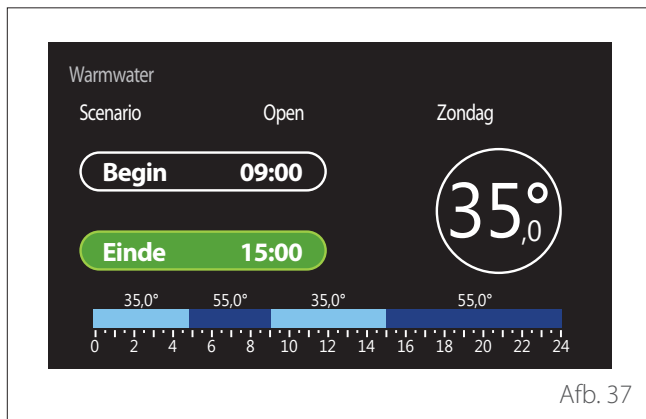 Warmwater
Scenario Open Zondag
Begin 09:00
35,0°
Einde 15:00
35,0° 55,0° 35,0° 55,0°
0 2 4 6 8 10 12 14 16 18 20 22 24
Afb. 37